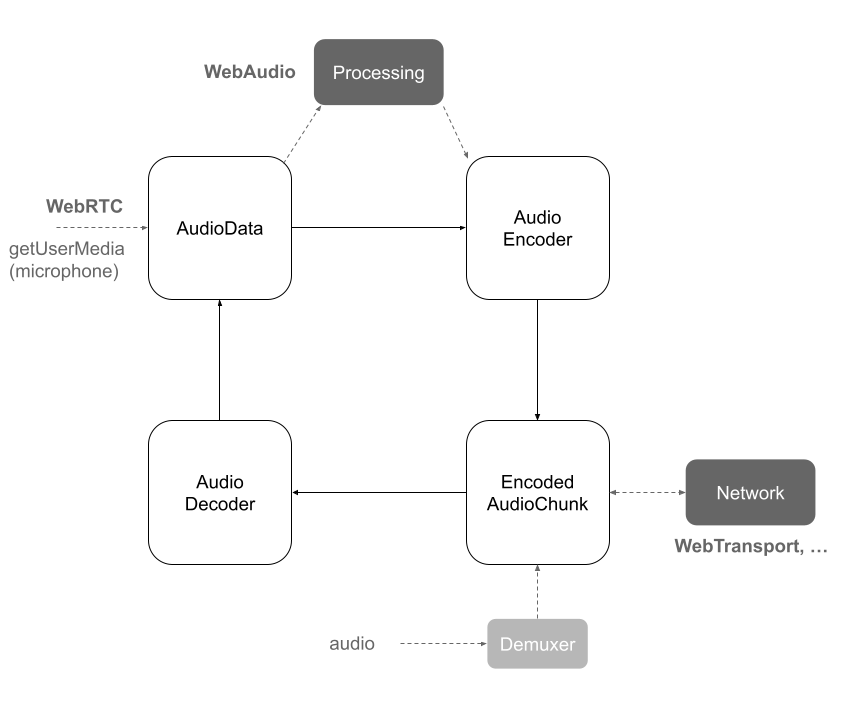 WebAudio
Processing
WebRTC
getUserMedia
(microphone)
AudioData
Audio
Encoder
Audio
Decoder
Encoded
AudioChunk
Network
WebTransport, …
audio
Demuxer